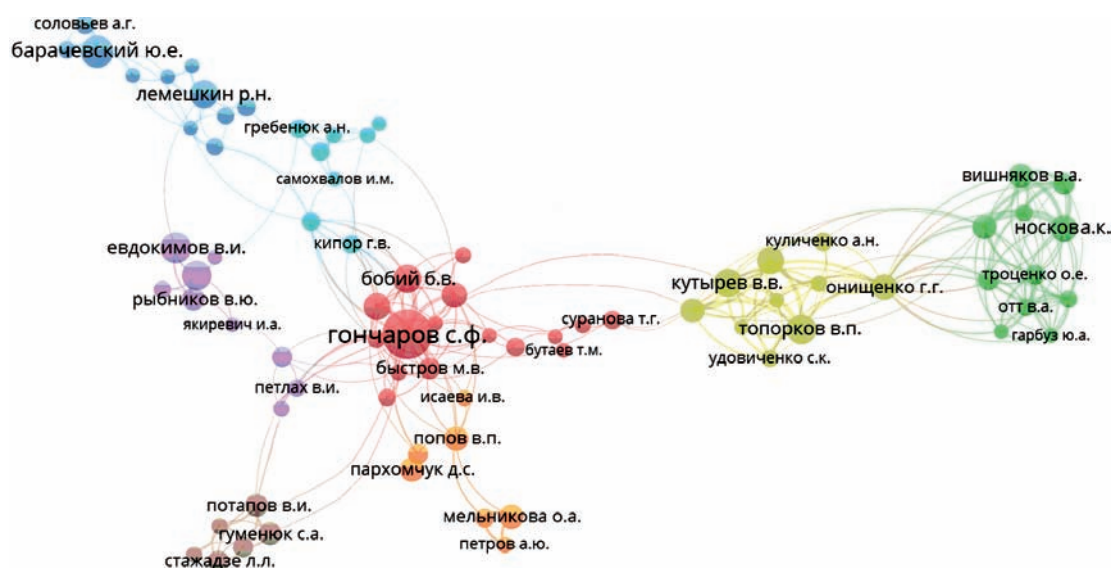 соловьев а.г.
барачевский ю.е.
лемешкин р.н.
гребенюк а.н.
самохвалов и.м.
вишняков в.а.
носкова.к.
куличенко а.н.
евдокимов в.и.
кипор г.в.
бобий б.в.
кутырев в.в.
онищенко г.г.
троценко о.е.
рыбников в.ю.
отт в.а.
якиревич и.а.
суранова т.г.
топорков в.п.
гарбуз ю.а.
гончаров с.ф.
бутаев т.м.
удовиченко с.к.
быстров м.в.
петлах в.и.
исаева и.в.
попов в.п.
пархомчук д.с.
потапов в.и.
мельникова о.а.
гуменюк с.а.
петров а.ю.
стажадзе л.л.